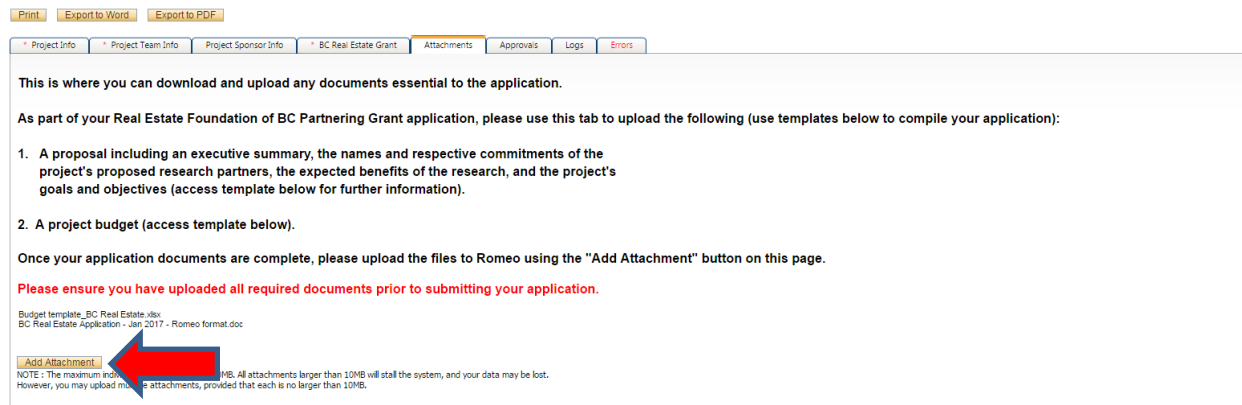 Print Export to Word Export to PDF
* Project Info * Project Team Info Project Sponsor Info * BC Real Estate Grant Attachments Approvals Logs Errors
This is where you can download and upload any documents essential to the application.
As part of your Real Estate Foundation of BC Partnering Grant application, please use this tab to upload the following (use templates below to compile your application):
1. A proposal including an executive summary, the names and respective commitments of the
project's proposed research partners, the expected benefits of the research, and the project's
goals and objectives (access template below for further information).
2. A project budget (access template below).
Once your application documents are complete, please upload the files to Romeo using the "Add Attachment" button on this page.
Please ensure you have uploaded all required documents prior to submitting your application.
Budget template_BC Real Estate.xlsx
BC Real Estate Application - Jan 2017 - Romeo format.doc
Add Attachment
NOTE : The maximum MB. All attachments larger than 10MB will stall the system, and your data may be lost.
However, you may upload attachments, provided that each is no larger than 10MB.